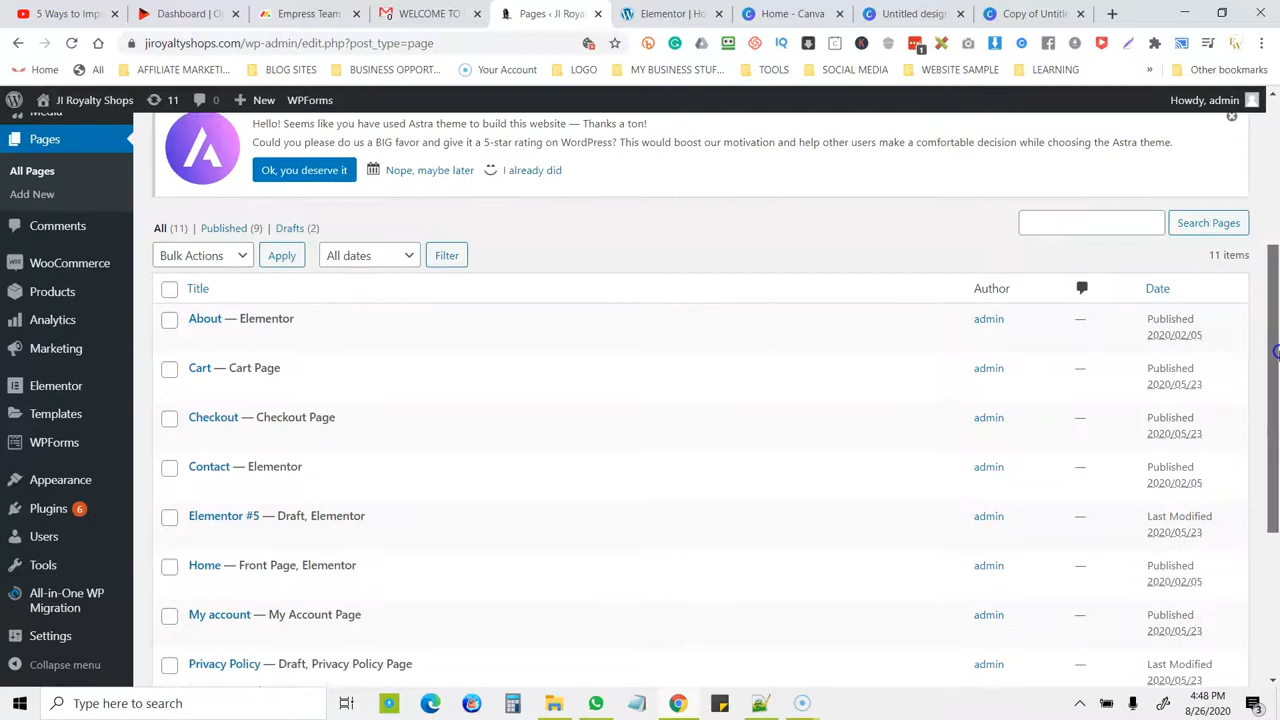 5 Ways to Imp
Dashboard | O
Empress Team
WELCOME TO
Pages ‹ JI Roya
Elementor | Ho
Home - Canva
Untitled design
Copy of Untitle
jiroyaltyshops.com/wp-admin/edit.php?post_type=page
Home
All
AFFILIATE MARKETI...
BLOG SITES
BUSINESS OPPORT...
Your Account
LOGO
MY BUSINESS STUF...
TOOLS
SOCIAL MEDIA
WEBSITE SAMPLE
LEARNING
»
Other bookmarks
JI Royalty Shops
11
0
New
WPForms
Howdy, admin
Media
Pages
All Pages
Add New
Comments
WooCommerce
Products
Analytics
Marketing
Elementor
Templates
WPForms
Appearance
Plugins 6
Users
Tools
All-in-One WP
Migration
Settings
Collapse menu
Hello! Seems like you have used Astra theme to build this website — Thanks a ton!
Could you please do us a BIG favor and give it a 5-star rating on WordPress? This would boost our motivation and help other users make a comfortable decision while choosing the Astra theme.
Ok, you deserve it
Nope, maybe later
I already did
All (11) | Published (9) | Drafts (2)
Search Pages
Bulk Actions
Apply
All dates
Filter
11 items
Title
Author
Date
About — Elementor
admin
—
Published
2020/02/05
Cart — Cart Page
admin
—
Published
2020/05/23
Checkout — Checkout Page
admin
—
Published
2020/05/23
Contact — Elementor
admin
—
Published
2020/02/05
Elementor #5 — Draft, Elementor
admin
—
Last Modified
2020/05/23
Home — Front Page, Elementor
admin
—
Published
2020/02/05
My account — My Account Page
admin
—
Published
2020/05/23
Privacy Policy — Draft, Privacy Policy Page
admin
—
Last Modified
Type here to search
4:48 PM
8/26/2020
3